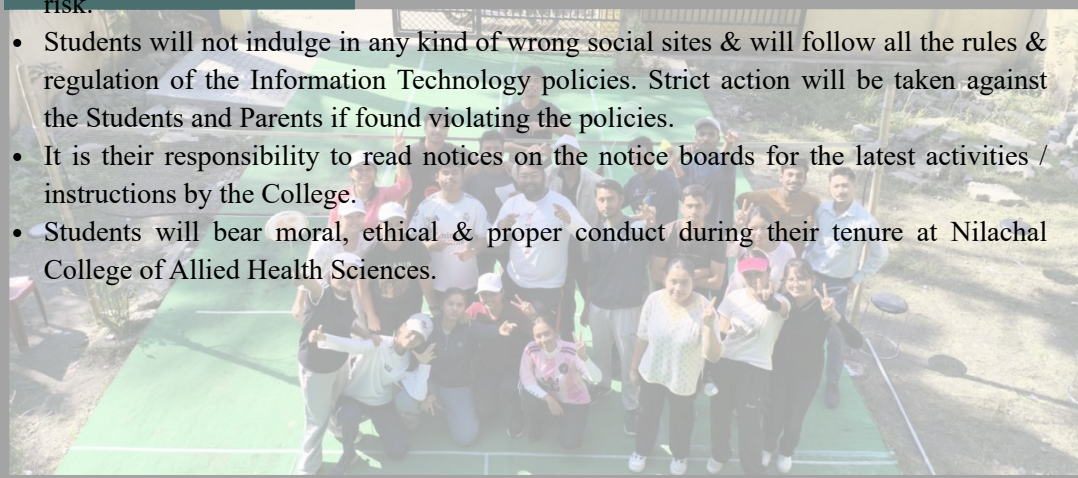 risk.
• Students will not indulge in any kind of wrong social sites & will follow all the rules &
regulation of the Information Technology policies. Strict action will be taken against
the Students and Parents if found violating the policies.
• It is their responsibility to read notices on the notice boards for the latest activities /
instructions by the College.
• Students will bear moral, ethical & proper conduct during their tenure at Nilachal
College of Allied Health Sciences.